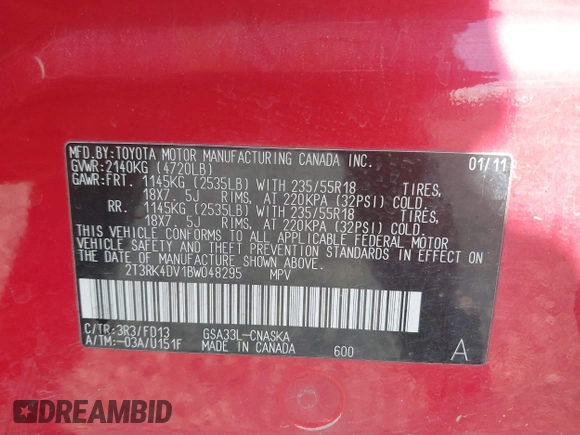 MFD.BY:TOYOTA MOTOR MANUFACTURING CANADA INC. 01/11
GVWR:2140KG (4720LB)
GAWR:FRT. 1145KG (2535LB) WITH 235/55R18 TIRES,
18X7 5J RIMS, AT 220KPA (32PSI) COLD.
RR. 1145KG (2535LB) WITH 235/55R18 TIRES,
18X7 5J RIMS, AT 220KPA (32PSI) COLD.
THIS VEHICLE CONFORMS TO ALL APPLICABLE FEDERAL MOTOR
VEHICLE SAFETY AND THEFT PREVENTION STANDARDS IN EFFECT ON
THE DATE OF MANUFACTURE SHOWN ABOVE.
2T3RK4DV1BW048295 MPV
C/TR:3R3/FD13 GSA33L-CNASKA
A/TM:-03A/U151F MADE IN CANADA 600 A
DREAMBID